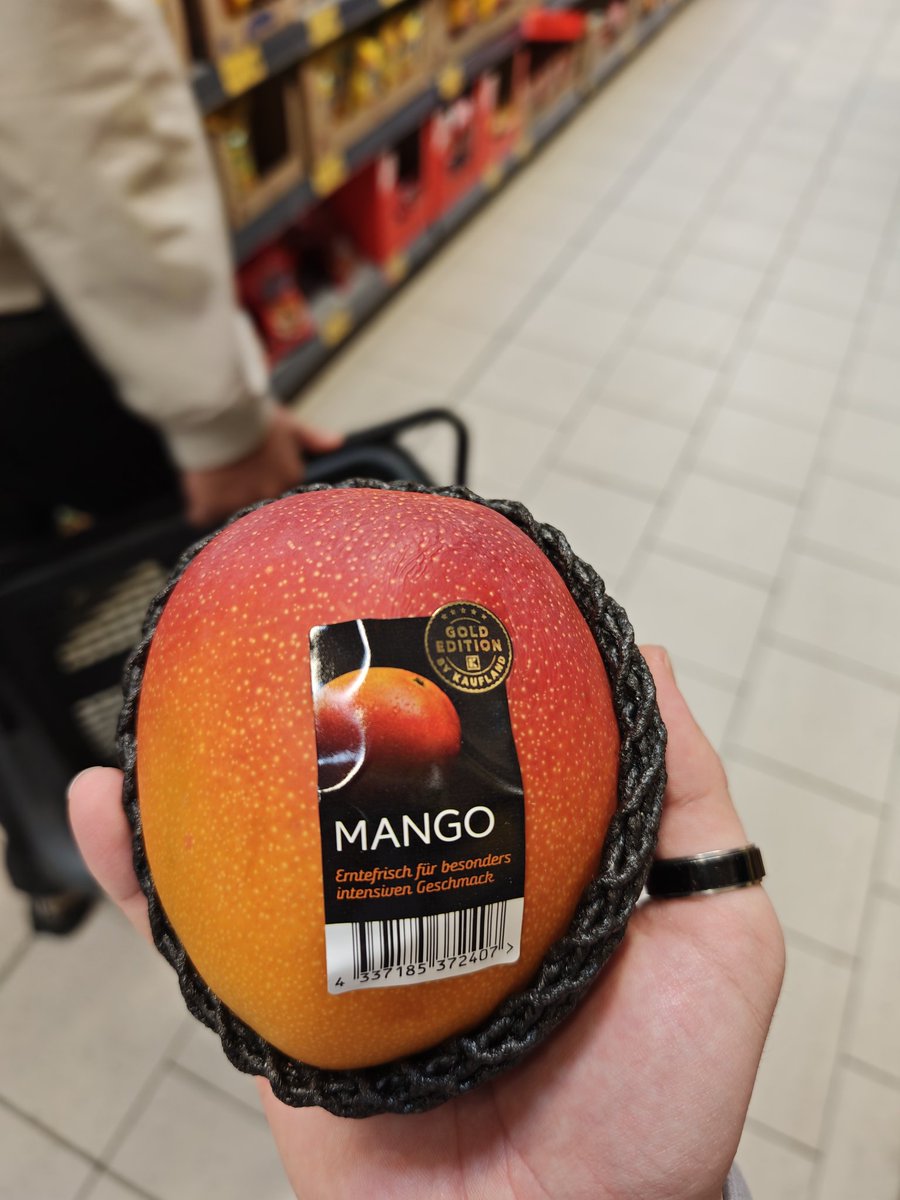 GOLD
EDITION
BY KAUFLAND
MANGO
Erntefrisch für besonders
intensiven Geschmack
4 337185 372407 >